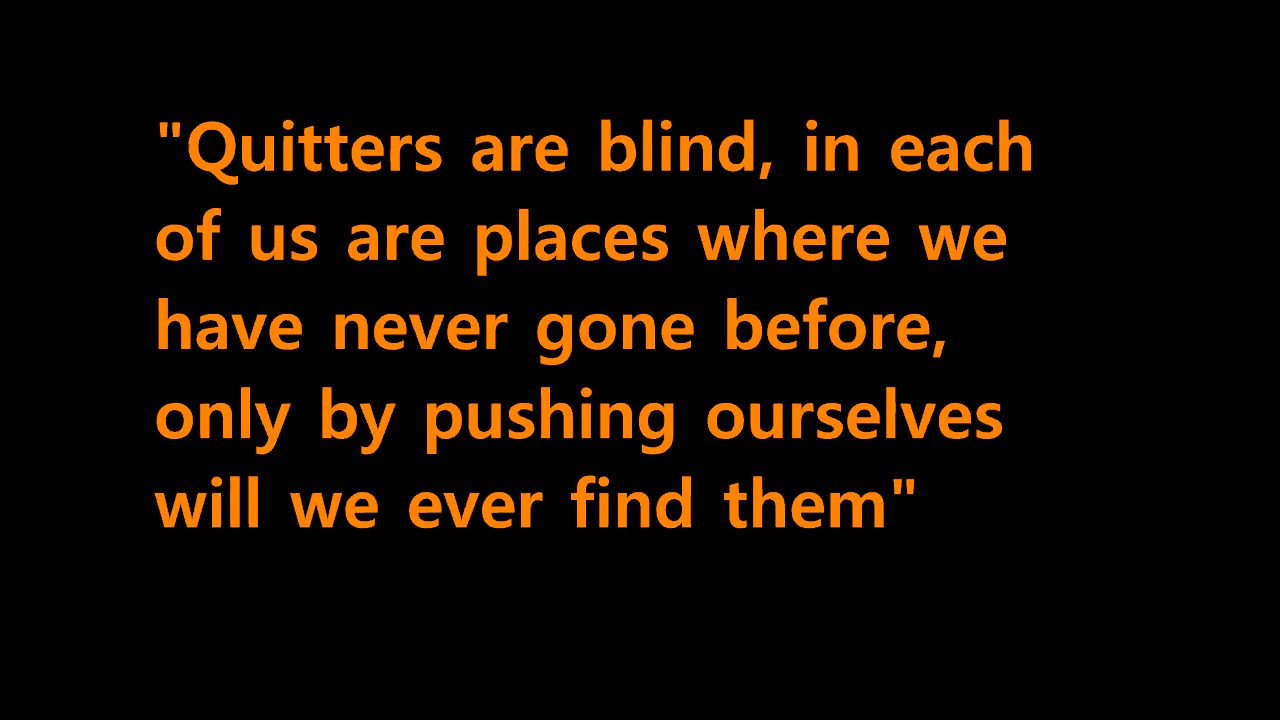 "Quitters are blind, in each
of us are places where we
have never gone before,
only by pushing ourselves
will we ever find them"